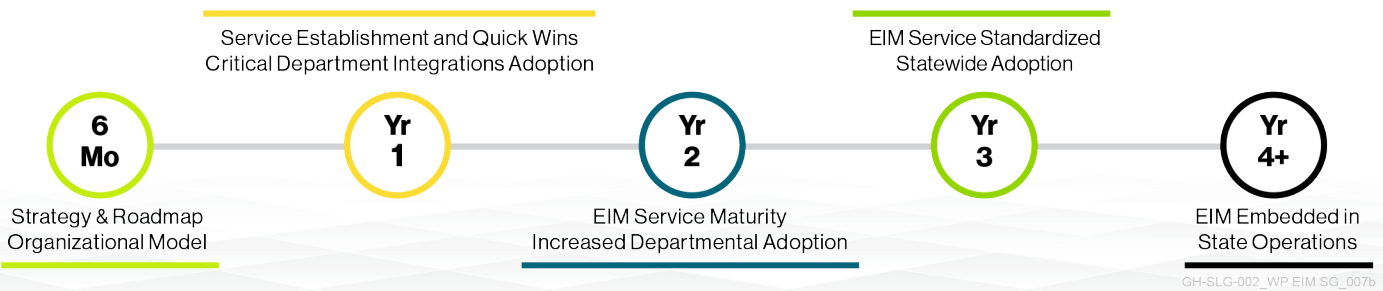 6
Mo
Strategy & Roadmap
Organizational Model
Service Establishment and Quick Wins
Critical Department Integrations Adoption
Yr
1
Yr
2
EIM Service Maturity
Increased Departmental Adoption
EIM Service Standardized
Statewide Adoption
Yr
3
Yr
4+
EIM Embedded in
State Operations
GH-SLG-002_WP EIM SG_007b